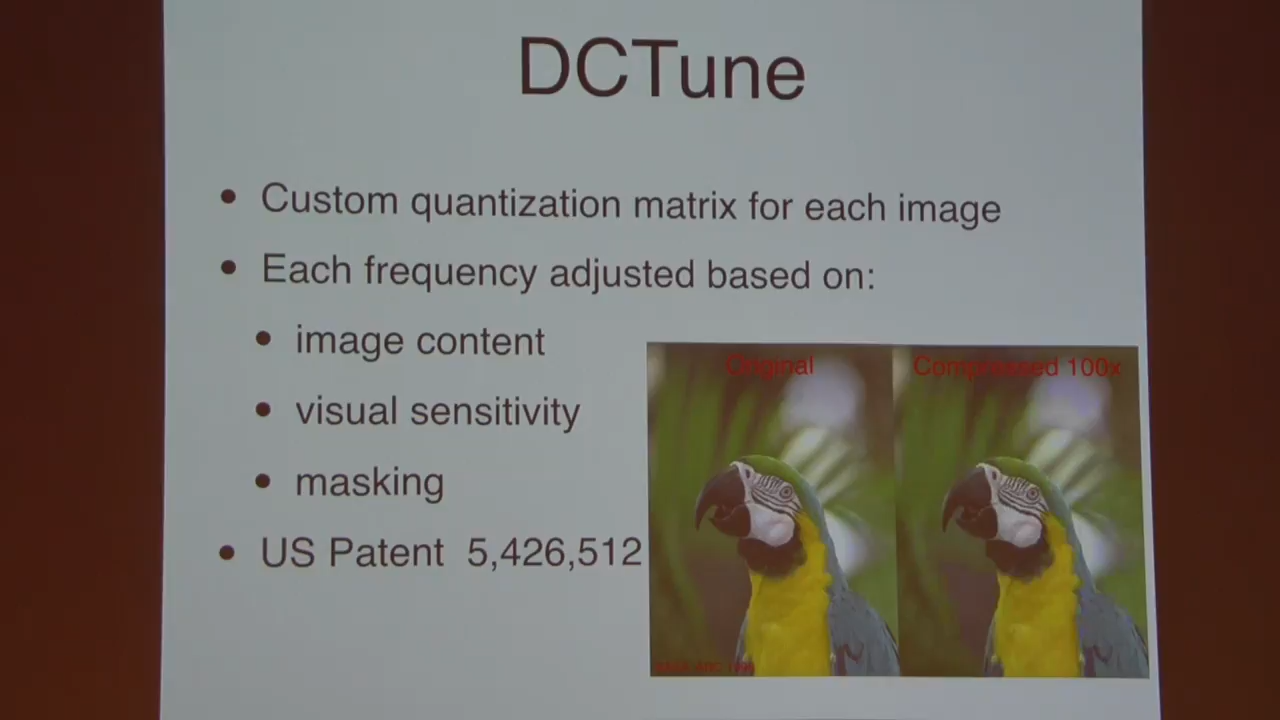 DCTune
• Custom quantization matrix for each image
• Each frequency adjusted based on:
• image content
• visual sensitivity
• masking
• US Patent 5,426,512
Original
Compressed 100x